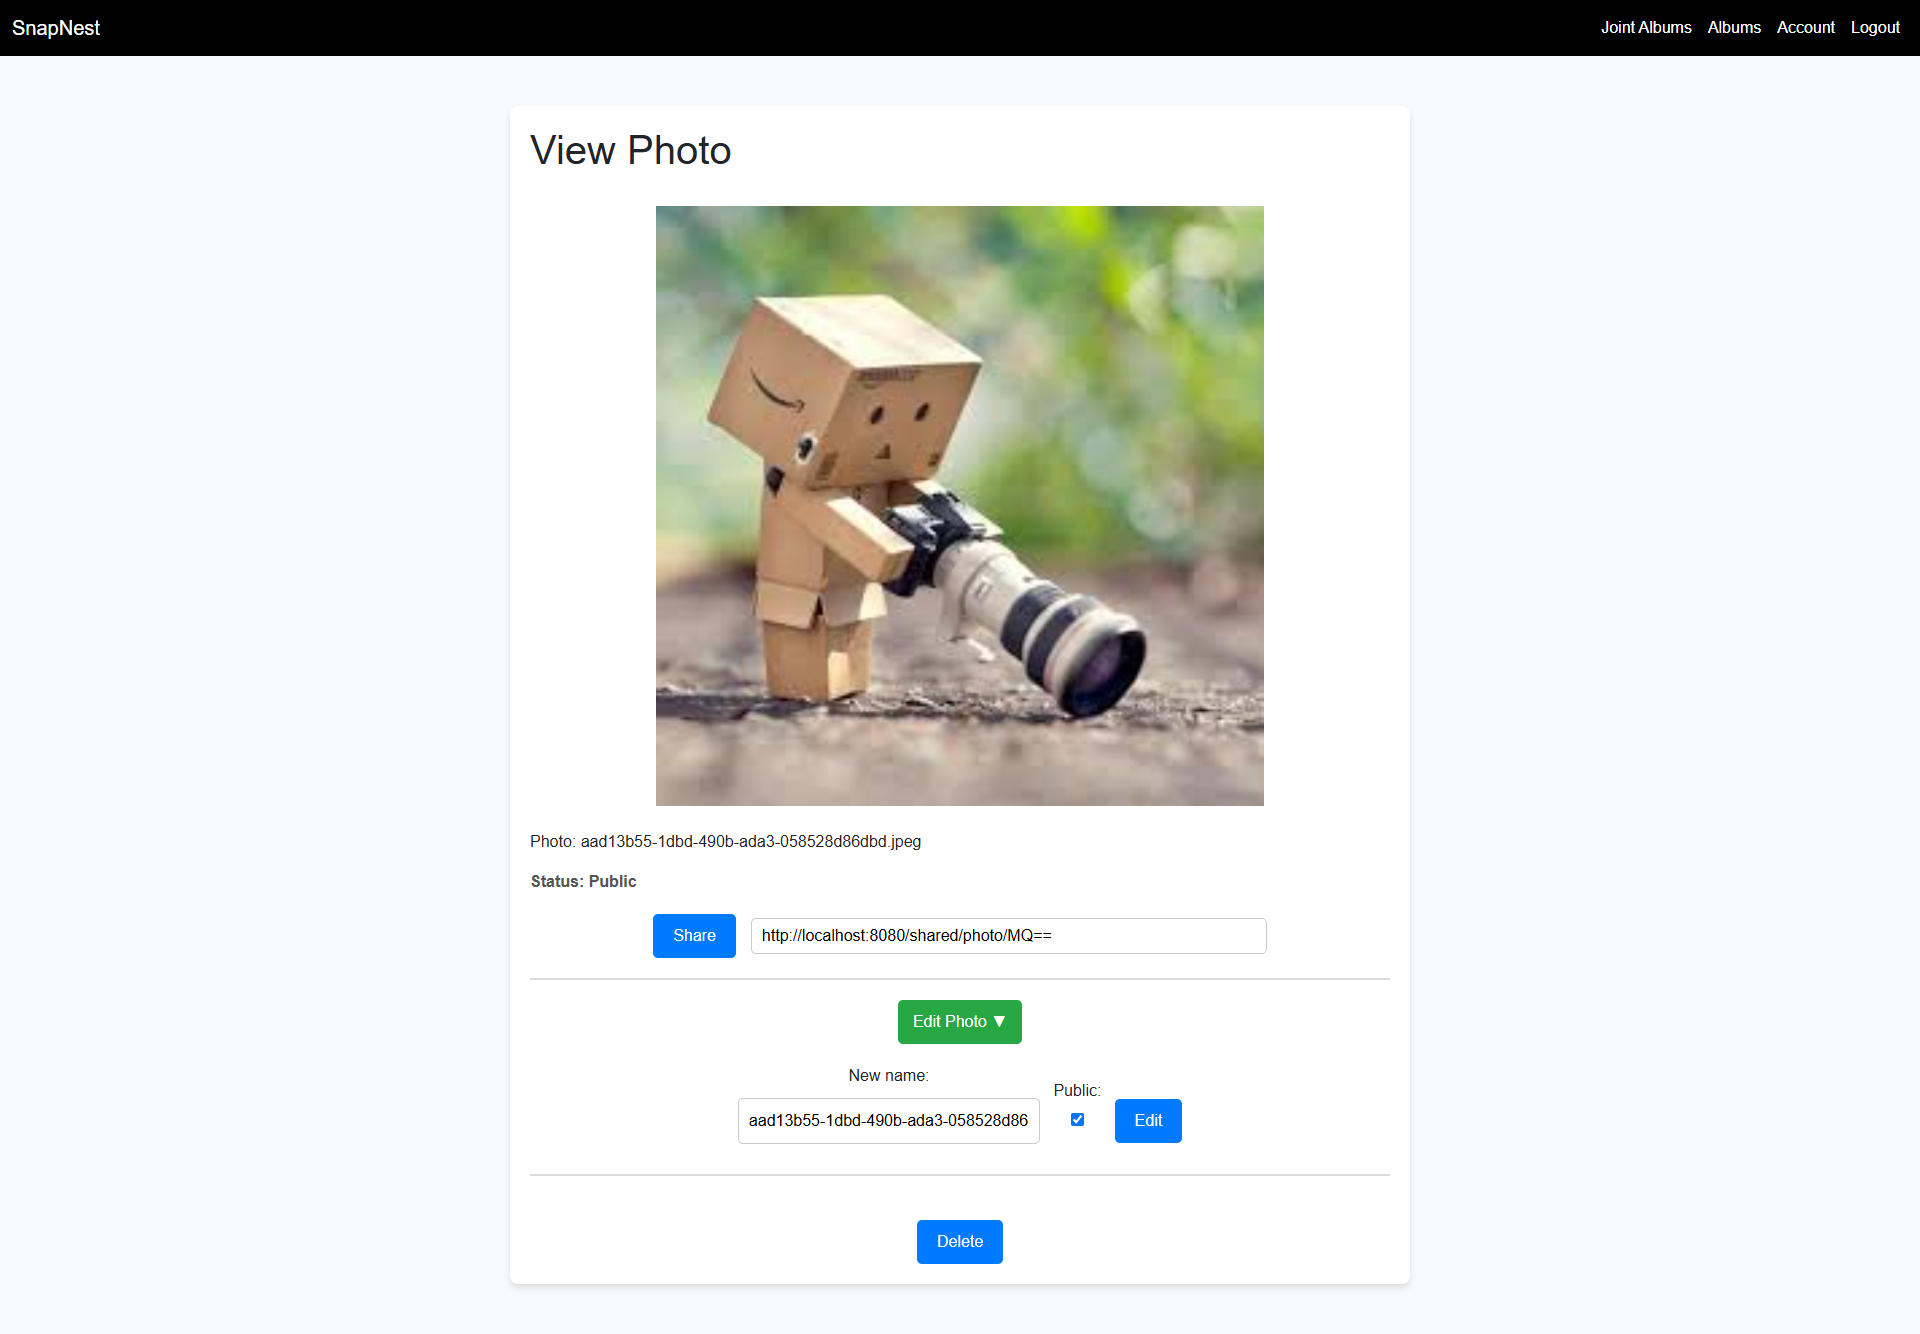 SnapNest
Joint Albums Albums Account Logout
View Photo
Photo: aad13b55-1dbd-490b-ada3-058528d86dbd.jpeg
Status: Public
Share http://localhost:8080/shared/photo/MQ==
Edit Photo ▼
New name:
Public:
aad13b55-1dbd-490b-ada3-058528d86
Edit
Delete